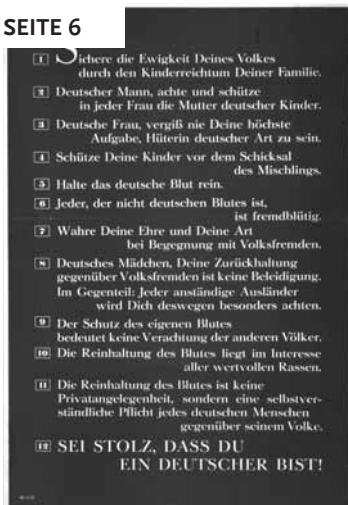 SEITE 6
1 Sichere die Ewigkeit Deines Volkes
durch den Kinderreichtum Deiner Familie.
2 Deutscher Mann, achte und schütze
in jeder Frau die Mutter deutscher Kinder.
3 Deutsche Frau, vergiß nie Deine höchste
Aufgabe, Hüterin deutscher Art zu sein.
4 Schütze Deine Kinder vor dem Schicksal
des Mischlings.
5 Halte das deutsche Blut rein.
6 Jeder, der nicht deutschen Blutes ist,
ist fremdblütig.
7 Wahre Deine Ehre und Deine Art
bei Begegnung mit Volksfremden.
8 Deutsches Mädchen, Deine Zurückhaltung
gegenüber Volksfremden ist keine Beleidigung.
Im Gegenteil: Jeder anständige Ausländer
wird Dich deswegen besonders achten.
9 Der Schutz des eigenen Blutes
bedeutet keine Verachtung der anderen Völker.
10 Die Reinhaltung des Blutes liegt im Interesse
aller wertvollen Rassen.
11 Die Reinhaltung des Blutes ist keine
Privatangelegenheit, sondern eine selbstver-
ständliche Pflicht jedes deutschen Menschen
gegenüber seinem Volke.
12 SEI STOLZ, DASS DU
EIN DEUTSCHER BIST!